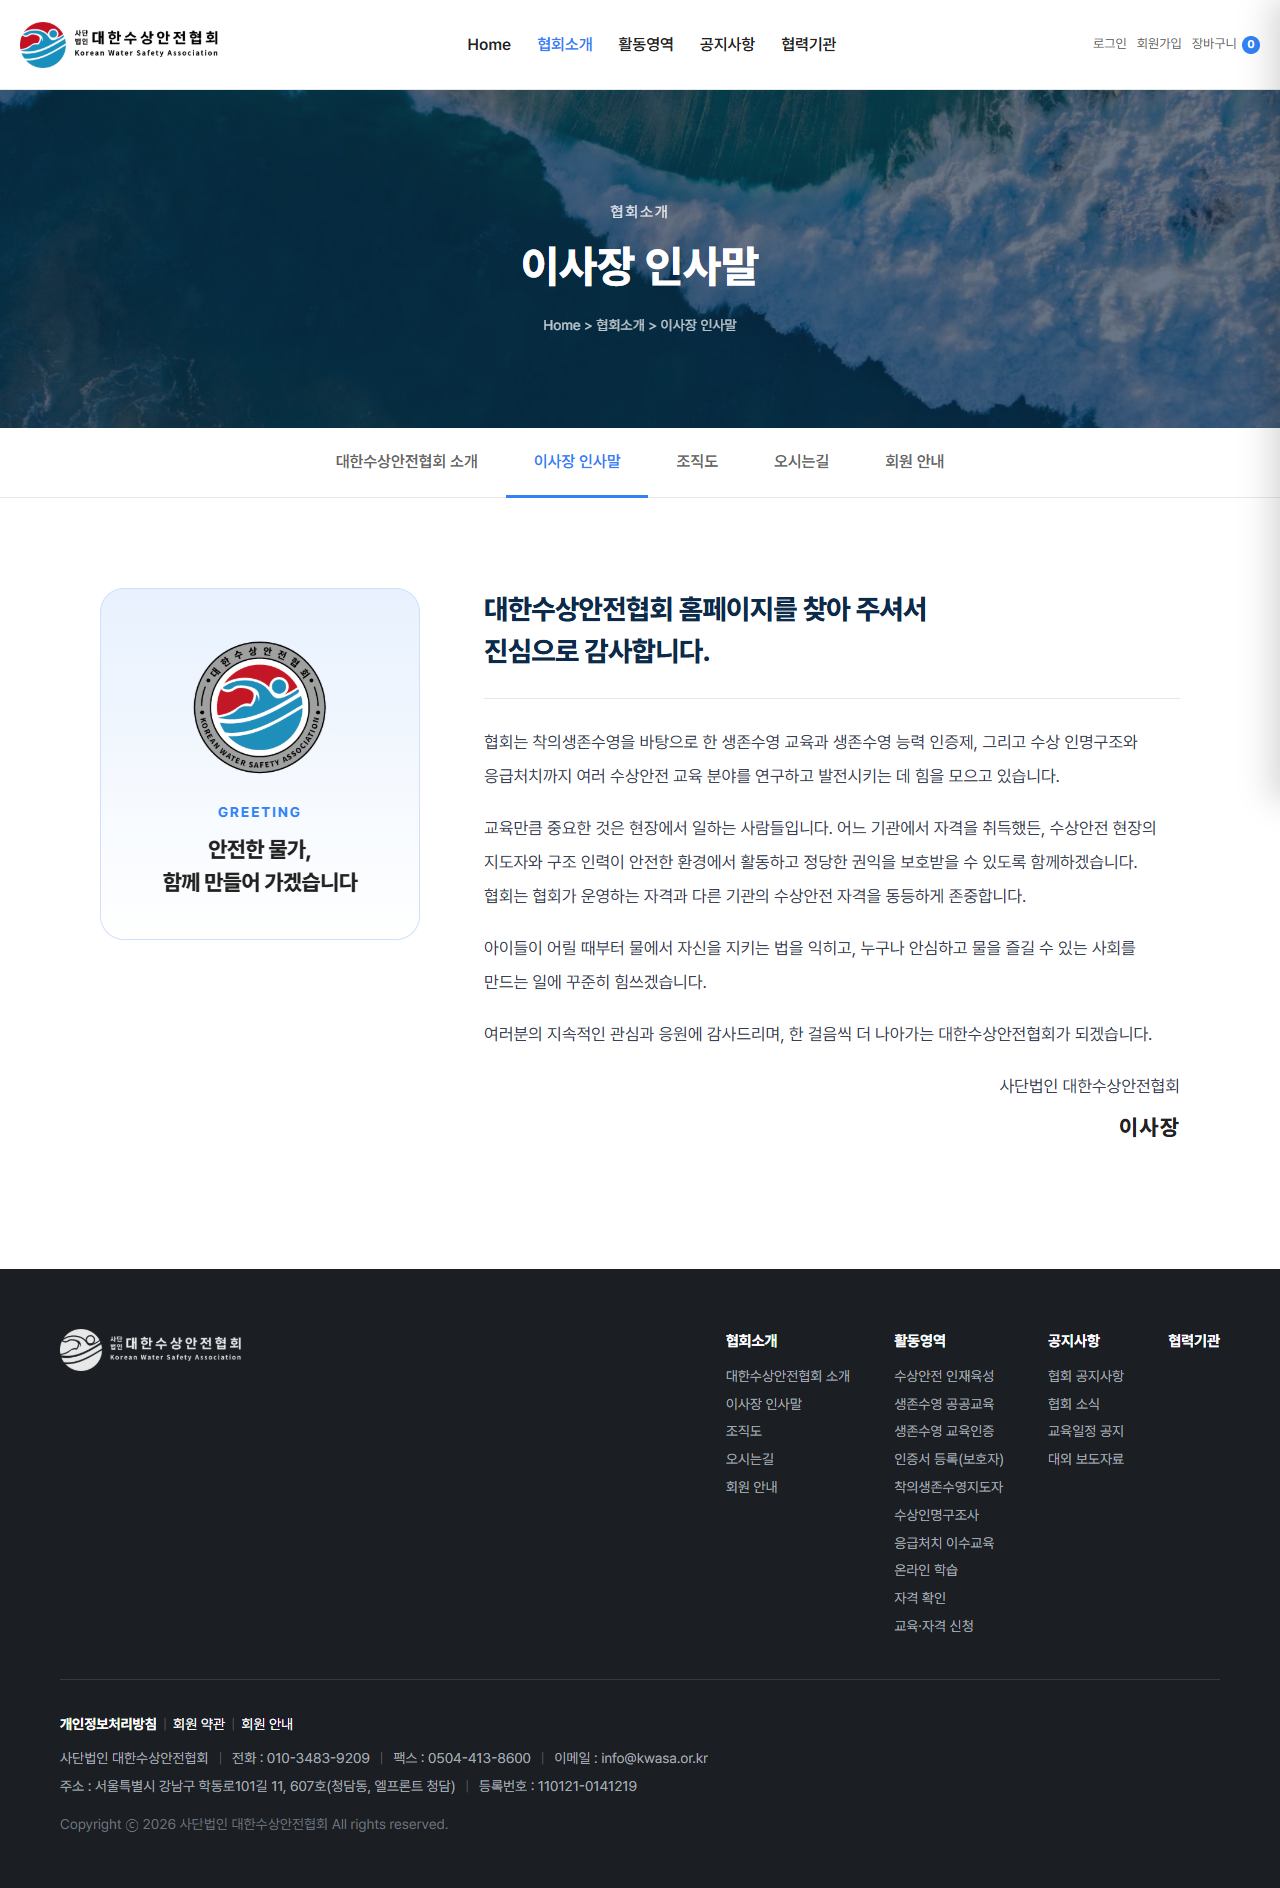 사단법인 대한수상안전협회
Korean Water Safety Association
Home 협회소개 활동영역 공지사항 협력기관
로그인 회원가입 장바구니 0
협회소개
이사장 인사말
Home > 협회소개 > 이사장 인사말
대한수상안전협회 소개 이사장 인사말 조직도 오시는길 회원 안내
대한수상안전협회
KOREAN WATER SAFETY ASSOCIATION
GREETING
안전한 물가,
함께 만들어 가겠습니다
대한수상안전협회 홈페이지를 찾아 주셔서
진심으로 감사합니다.
협회는 착의생존수영을 바탕으로 한 생존수영 교육과 생존수영 능력 인증제, 그리고 수상 인명구조와
응급처치까지 여러 수상안전 교육 분야를 연구하고 발전시키는 데 힘을 모으고 있습니다.
교육만큼 중요한 것은 현장에서 일하는 사람들입니다. 어느 기관에서 자격을 취득했든, 수상안전 현장의
지도자와 구조 인력이 안전한 환경에서 활동하고 정당한 권익을 보호받을 수 있도록 함께하겠습니다.
협회는 협회가 운영하는 자격과 다른 기관의 수상안전 자격을 동등하게 존중합니다.
아이들이 어릴 때부터 물에서 자신을 지키는 법을 익히고, 누구나 안심하고 물을 즐길 수 있는 사회를
만드는 일에 꾸준히 힘쓰겠습니다.
여러분의 지속적인 관심과 응원에 감사드리며, 한 걸음씩 더 나아가는 대한수상안전협회가 되겠습니다.
사단법인 대한수상안전협회
이사장
사단법인 대한수상안전협회
Korean Water Safety Association
협회소개
대한수상안전협회 소개
이사장 인사말
조직도
오시는길
회원 안내
활동영역
수상안전 인재육성
생존수영 공공교육
생존수영 교육인증
인증서 등록(보호자)
착의생존수영지도자
수상인명구조사
응급처치 이수교육
온라인 학습
자격 확인
교육·자격 신청
공지사항
협회 공지사항
협회 소식
교육일정 공지
대외 보도자료
협력기관
개인정보처리방침 | 회원 약관 | 회원 안내
사단법인 대한수상안전협회 | 전화 : 010-3483-9209 | 팩스 : 0504-413-8600 | 이메일 : info@kwasa.or.kr
주소 : 서울특별시 강남구 학동로101길 11, 607호(청담동, 엘프론트 청담) | 등록번호 : 110121-0141219
Copyright ⓒ 2026 사단법인 대한수상안전협회 All rights reserved.